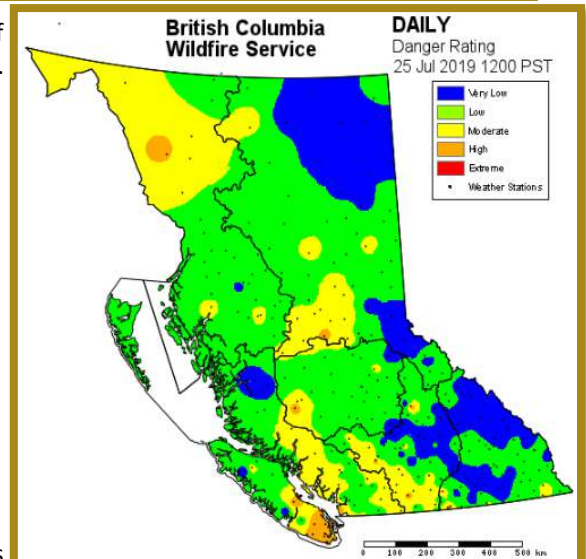 f
British Columbia
Wildfire Service
DAILY
Danger Rating
25 Jul 2019 1200 PST
Very Low
Low
Moderate
High
Extreme
Weather Stations
0 100 200 300 400 500 km
s